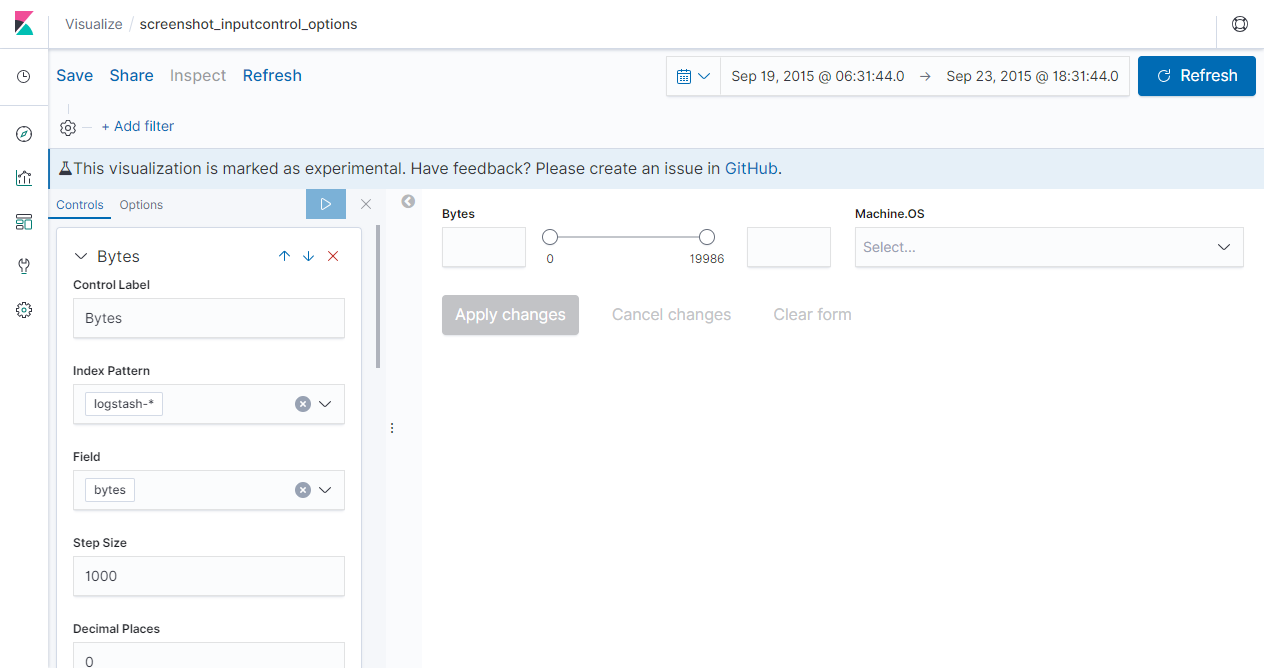 Visualize / screenshot_inputcontrol_options
Save Share Inspect Refresh
Sep 19, 2015 @ 06:31:44.0 → Sep 23, 2015 @ 18:31:44.0 Refresh
+ Add filter
This visualization is marked as experimental. Have feedback? Please create an issue in GitHub.
Controls Options
Bytes
Control Label
Bytes
Index Pattern
logstash-*
Field
bytes
Step Size
1000
Decimal Places
0
Bytes
0 19986
Machine.OS
Select...
Apply changes Cancel changes Clear form